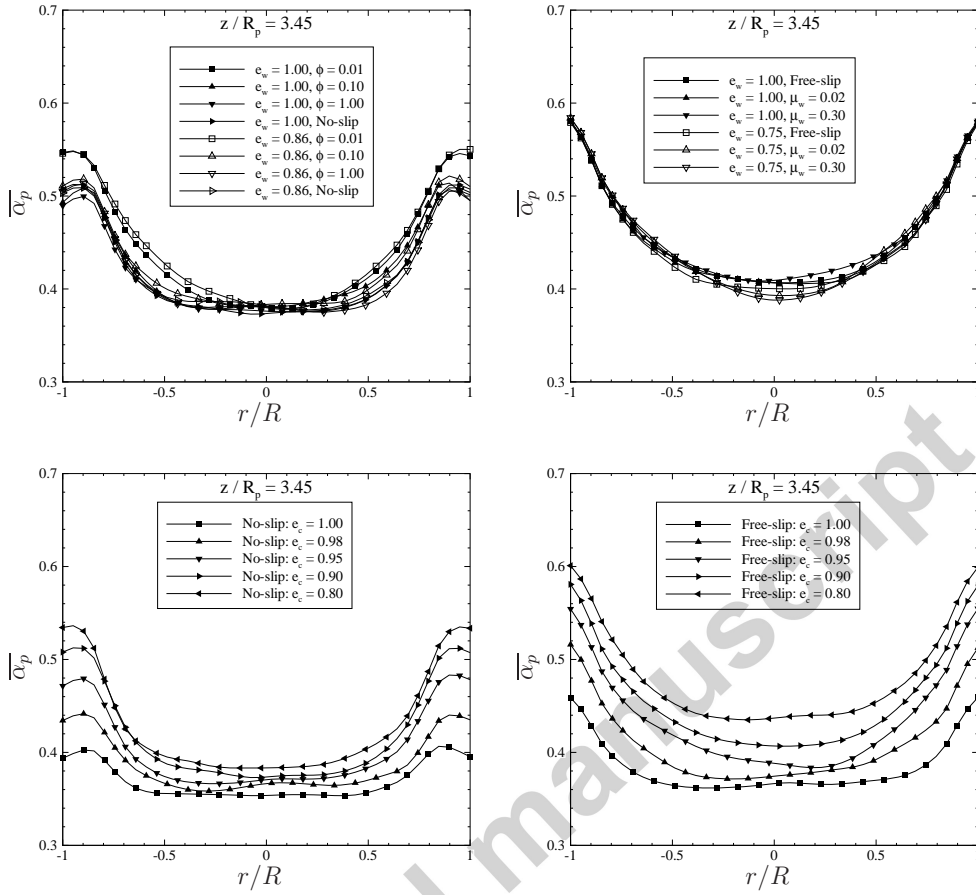 z / R_p = 3.45
e_w = 1.00, ϕ = 0.01
e_w = 1.00, ϕ = 0.10
e_w = 1.00, ϕ = 1.00
e_w = 1.00, No-slip
e_w = 0.86, ϕ = 0.01
e_w = 0.86, ϕ = 0.10
e_w = 0.86, ϕ = 1.00
e_w = 0.86, No-slip
0.7
0.6
0.5
0.4
0.3
α_p
-1 -0.5 0 0.5 1
r/R
z / R_p = 3.45
e_w = 1.00, Free-slip
e_w = 1.00, μ_w = 0.02
e_w = 1.00, μ_w = 0.30
e_w = 0.75, Free-slip
e_w = 0.75, μ_w = 0.02
e_w = 0.75, μ_w = 0.30
0.7
0.6
0.5
0.4
0.3
α_p
-1 -0.5 0 0.5 1
r/R
z / R_p = 3.45
No-slip: e_c = 1.00
No-slip: e_c = 0.98
No-slip: e_c = 0.95
No-slip: e_c = 0.90
No-slip: e_c = 0.80
0.7
0.6
0.5
0.4
0.3
α_p
-1 -0.5 0 0.5 1
r/R
z / R_p = 3.45
Free-slip: e_c = 1.00
Free-slip: e_c = 0.98
Free-slip: e_c = 0.95
Free-slip: e_c = 0.90
Free-slip: e_c = 0.80
0.7
0.6
0.5
0.4
0.3
α_p
-1 -0.5 0 0.5
r/R
manuscript